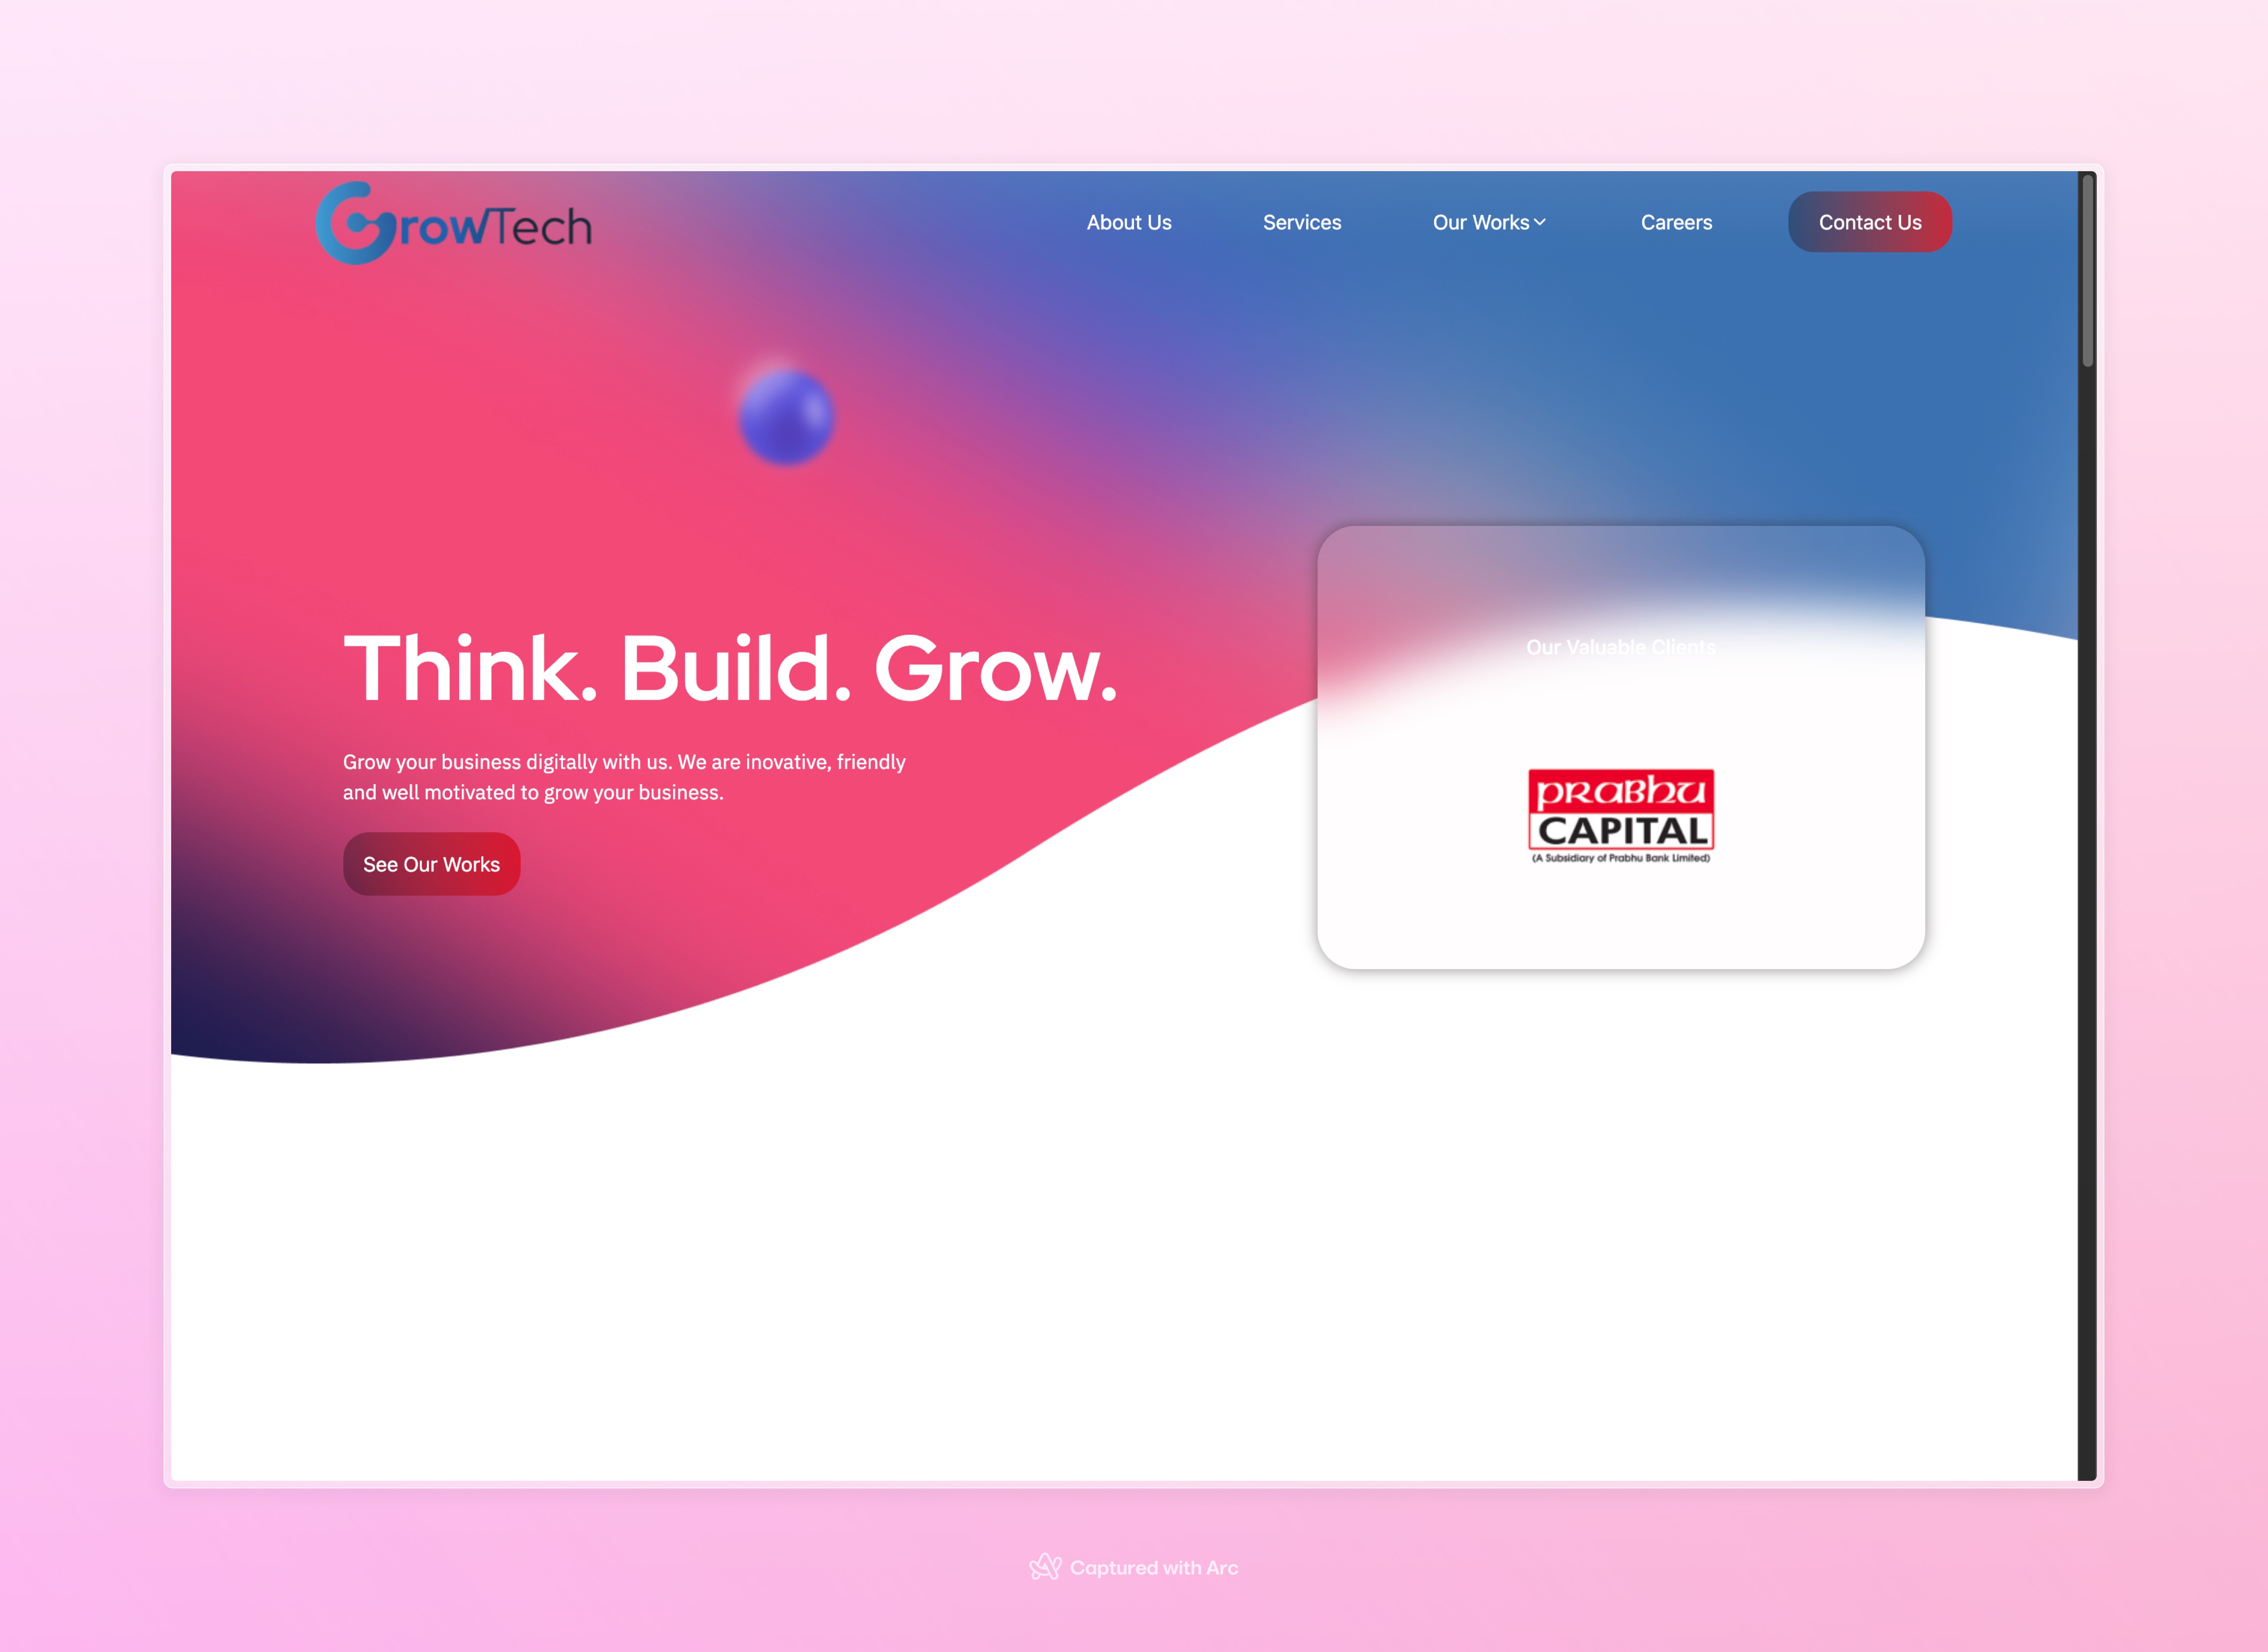 GrowTech
About Us
Services
Our Works
Careers
Contact Us
Think. Build. Grow.
Grow your business digitally with us. We are inovative, friendly
and well motivated to grow your business.
See Our Works
Our Valuable Clients
prabhu
CAPITAL
(A Subsidiary of Prabhu Bank Limited)
Captured with Arc